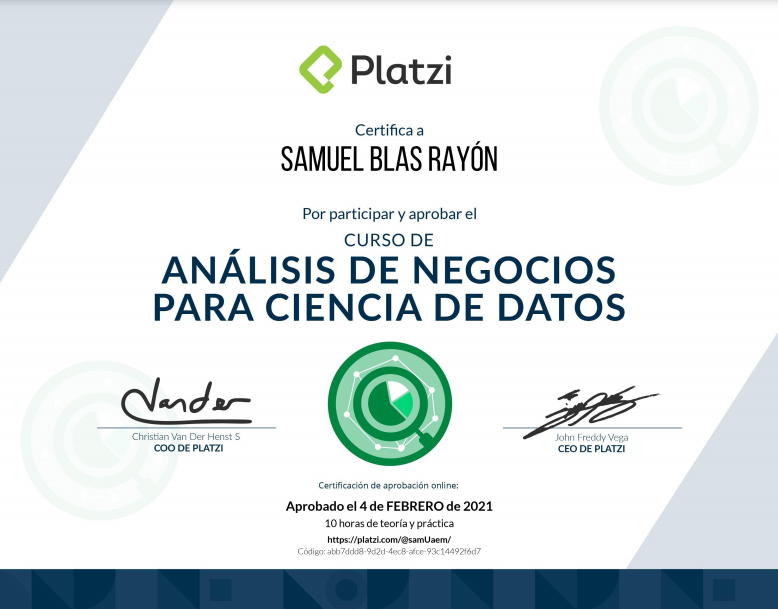 Platzi
Certifica a
SAMUEL BLAS RAYÓN
Por participar y aprobar el
CURSO DE
ANÁLISIS DE NEGOCIOS
PARA CIENCIA DE DATOS
Vander
Christian Van Der Henst S
COO DE PLATZI
John Freddy Vega
CEO DE PLATZI
Certificación de aprobación online:
Aprobado el 4 de FEBRERO de 2021
10 horas de teoría y práctica
https://platzi.com/@samUaem/
Código: abb7ddd8-9d2d-4ec8-afce-93c14492f6d7